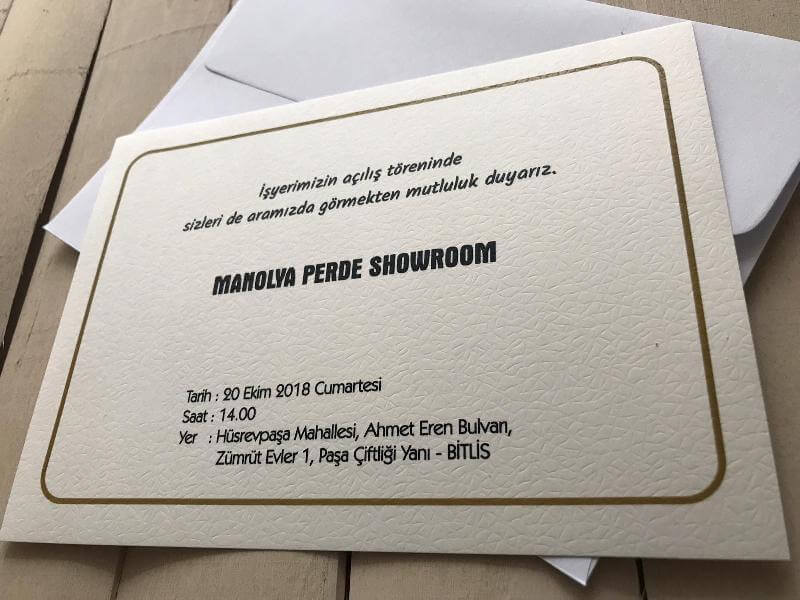 İşyerimizin açılış töreninde
sizleri de aramızda görmekten mutluluk duyarız.
MANOLYA PERDE SHOWROOM
Tarih : 20 Ekim 2018 Cumartesi
Saat : 14.00
Yer : Hüsrevpaşa Mahallesi, Ahmet Eren Bulvarı,
Zümrüt Evler 1, Paşa Çiftliği Yanı - BİTLİS